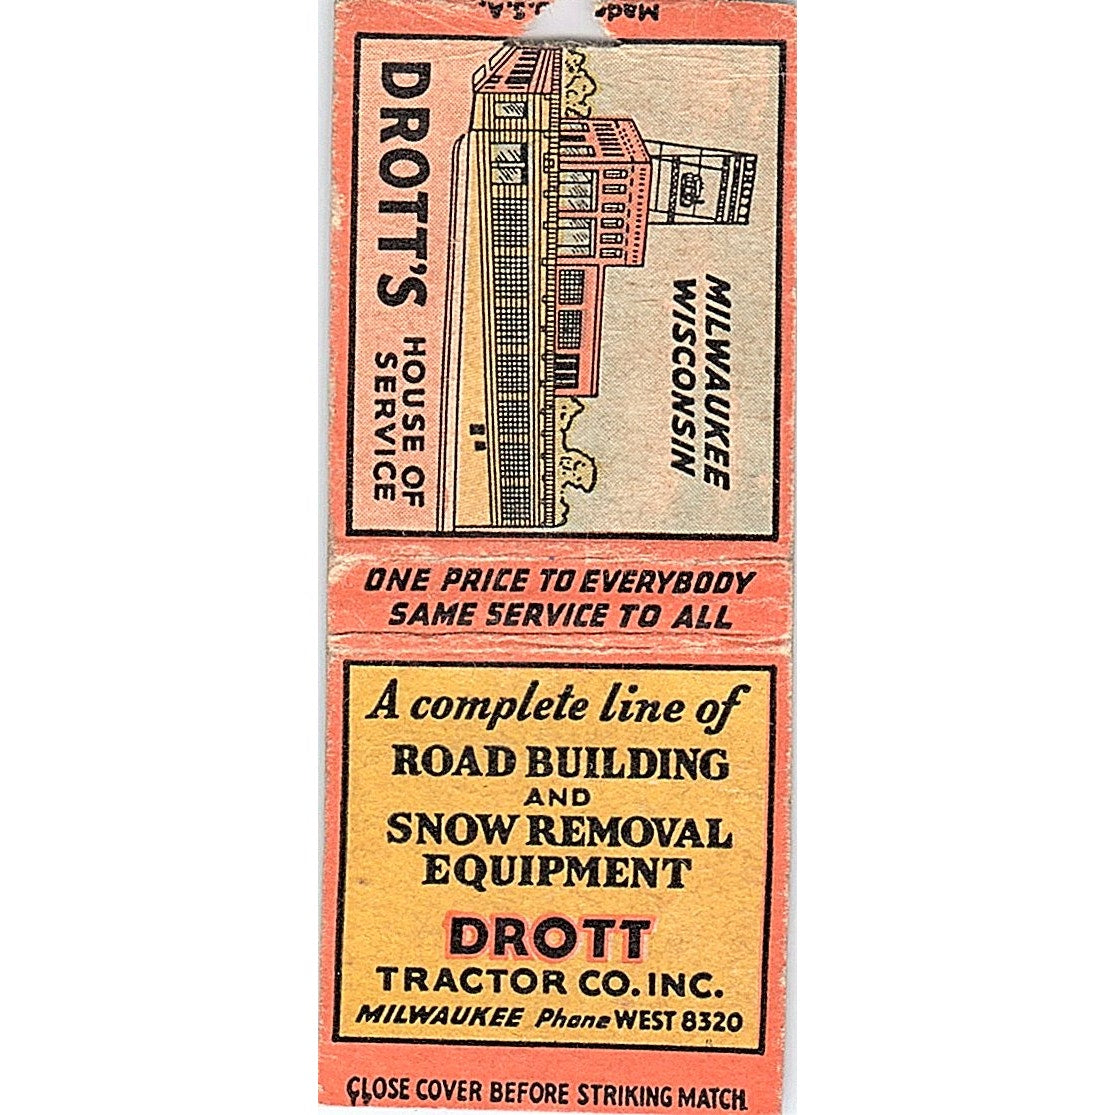 Made U.S.A.
MILWAUKEE
WISCONSIN
DROTT'S HOUSE OF
SERVICE
ONE PRICE TO EVERYBODY
SAME SERVICE TO ALL
A complete line of
ROAD BUILDING
AND
SNOW REMOVAL
EQUIPMENT
DROTT
TRACTOR CO. INC.
MILWAUKEE Phone WEST 8320
CLOSE COVER BEFORE STRIKING MATCH